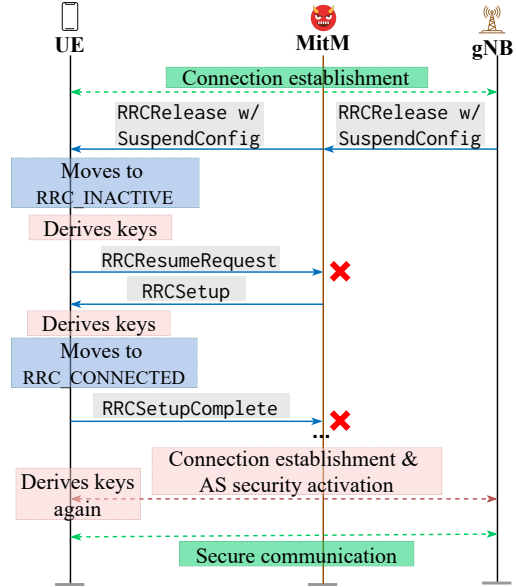 UE
MitM
gNB
Connection establishment
RRCRelease w/
SuspendConfig
RRCRelease w/
SuspendConfig
Moves to
RRC_INACTIVE
Derives keys
RRCResumeRequest
RRCSetup
Derives keys
Moves to
RRC_CONNECTED
RRCSetupComplete
...
Connection establishment &
AS security activation
Derives keys
again
Secure communication